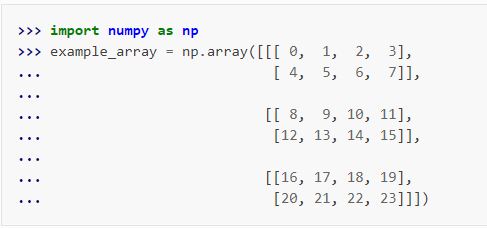 >>> import numpy as np
>>> example_array = np.array([[[ 0,  1,  2,  3],
...                            [ 4,  5,  6,  7]],
...
...                           [[ 8,  9, 10, 11],
...                            [12, 13, 14, 15]],
...
...                           [[16, 17, 18, 19],
...                            [20, 21, 22, 23]]])